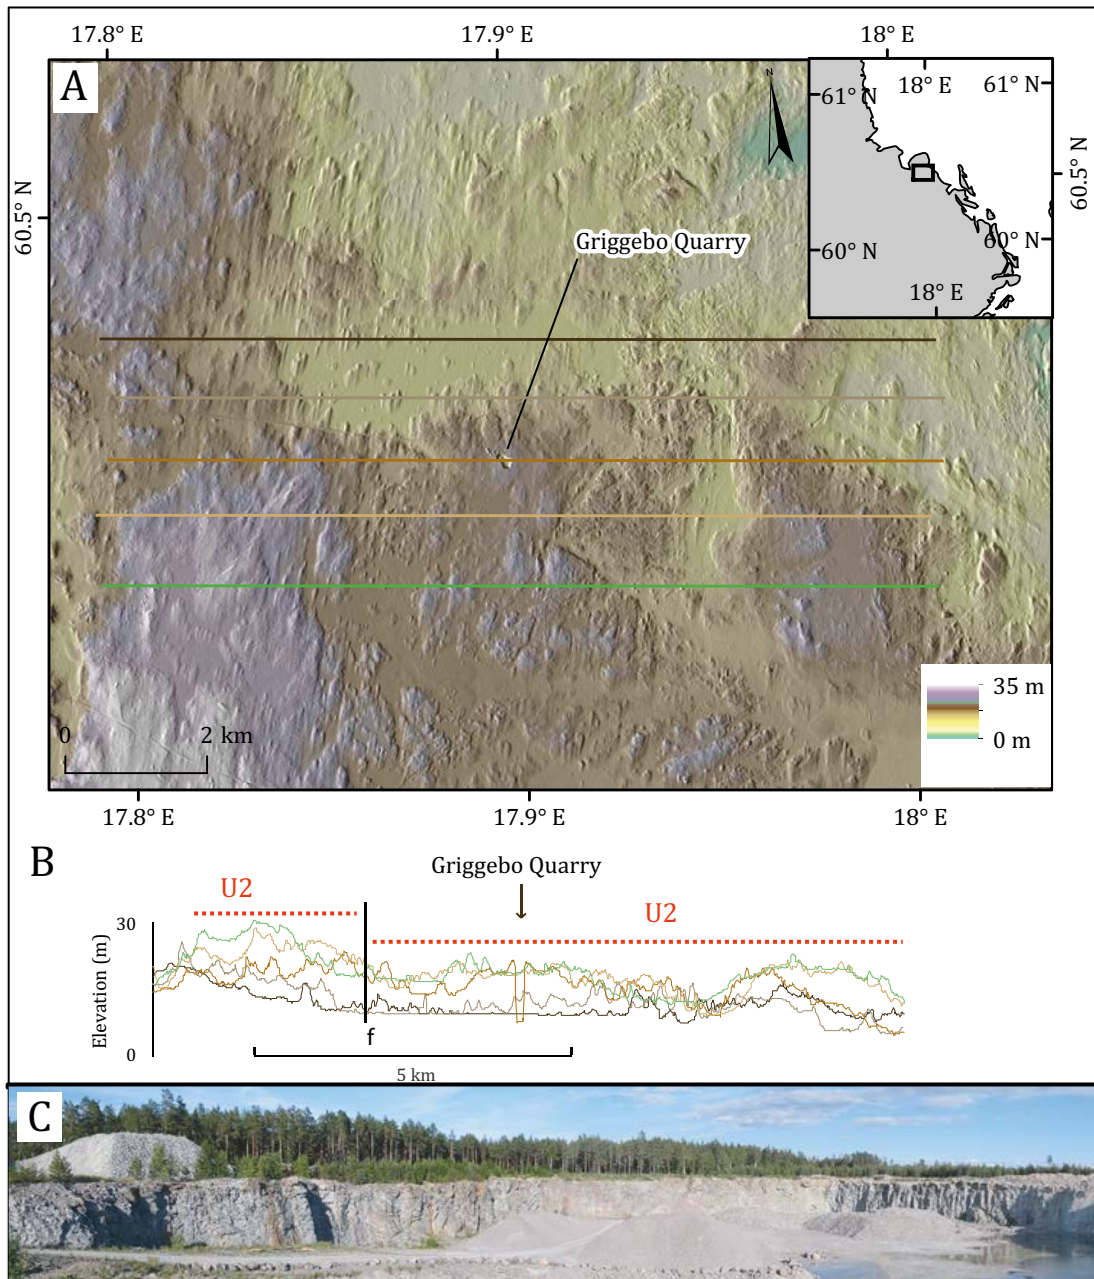 17.8° E 17.9° E 18° E
A
N
61° N 18° E 61° N
60.5° N
60.5° N
Griggebo Quarry
60° N 60° N
18° E
35 m
0 m
0 2 km
17.8° E 17.9° E 18° E
B
Griggebo Quarry
U2
U2
30
Elevation (m)
0
f
5 km
C